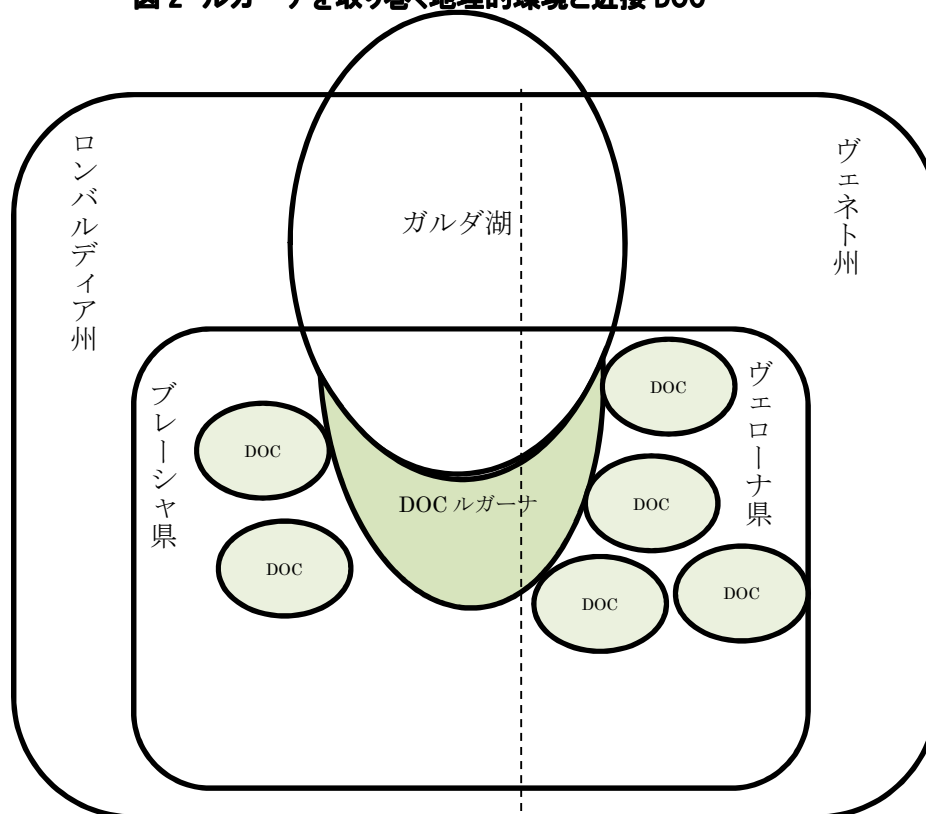 図 2 ルガーナを取り巻く地理的環境と近接 DOC
ロンバルディア州
ヴェネト州
ガルダ湖
ブレーシャ県
ヴェローナ県
DOC
DOC
DOC ルガーナ
DOC
DOC
DOC
DOC